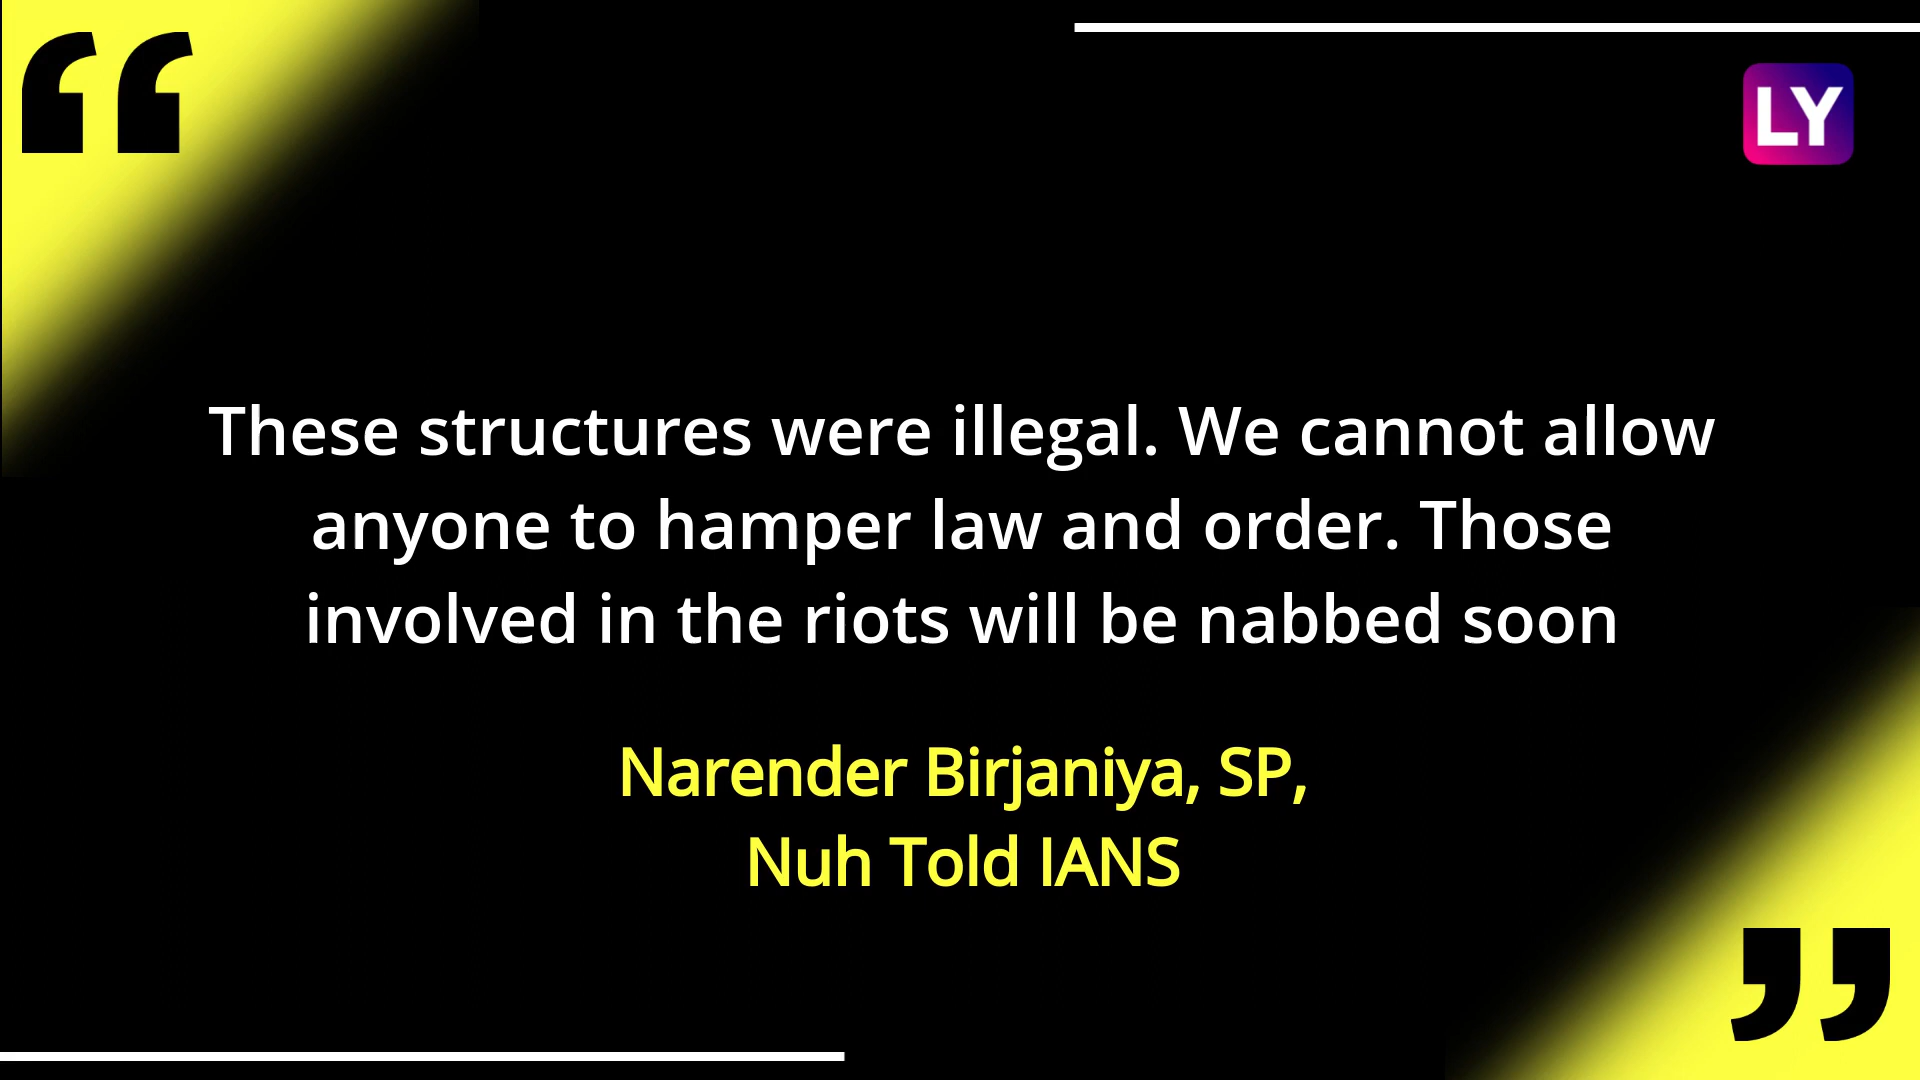 “
LY
These structures were illegal. We cannot allow
anyone to hamper law and order. Those
involved in the riots will be nabbed soon
Narender Birjaniya, SP,
Nuh Told IANS
”